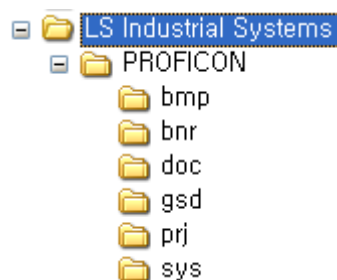 LS Industrial Systems
PROFICON
bmp
bnr
doc
gsd
prj
sys